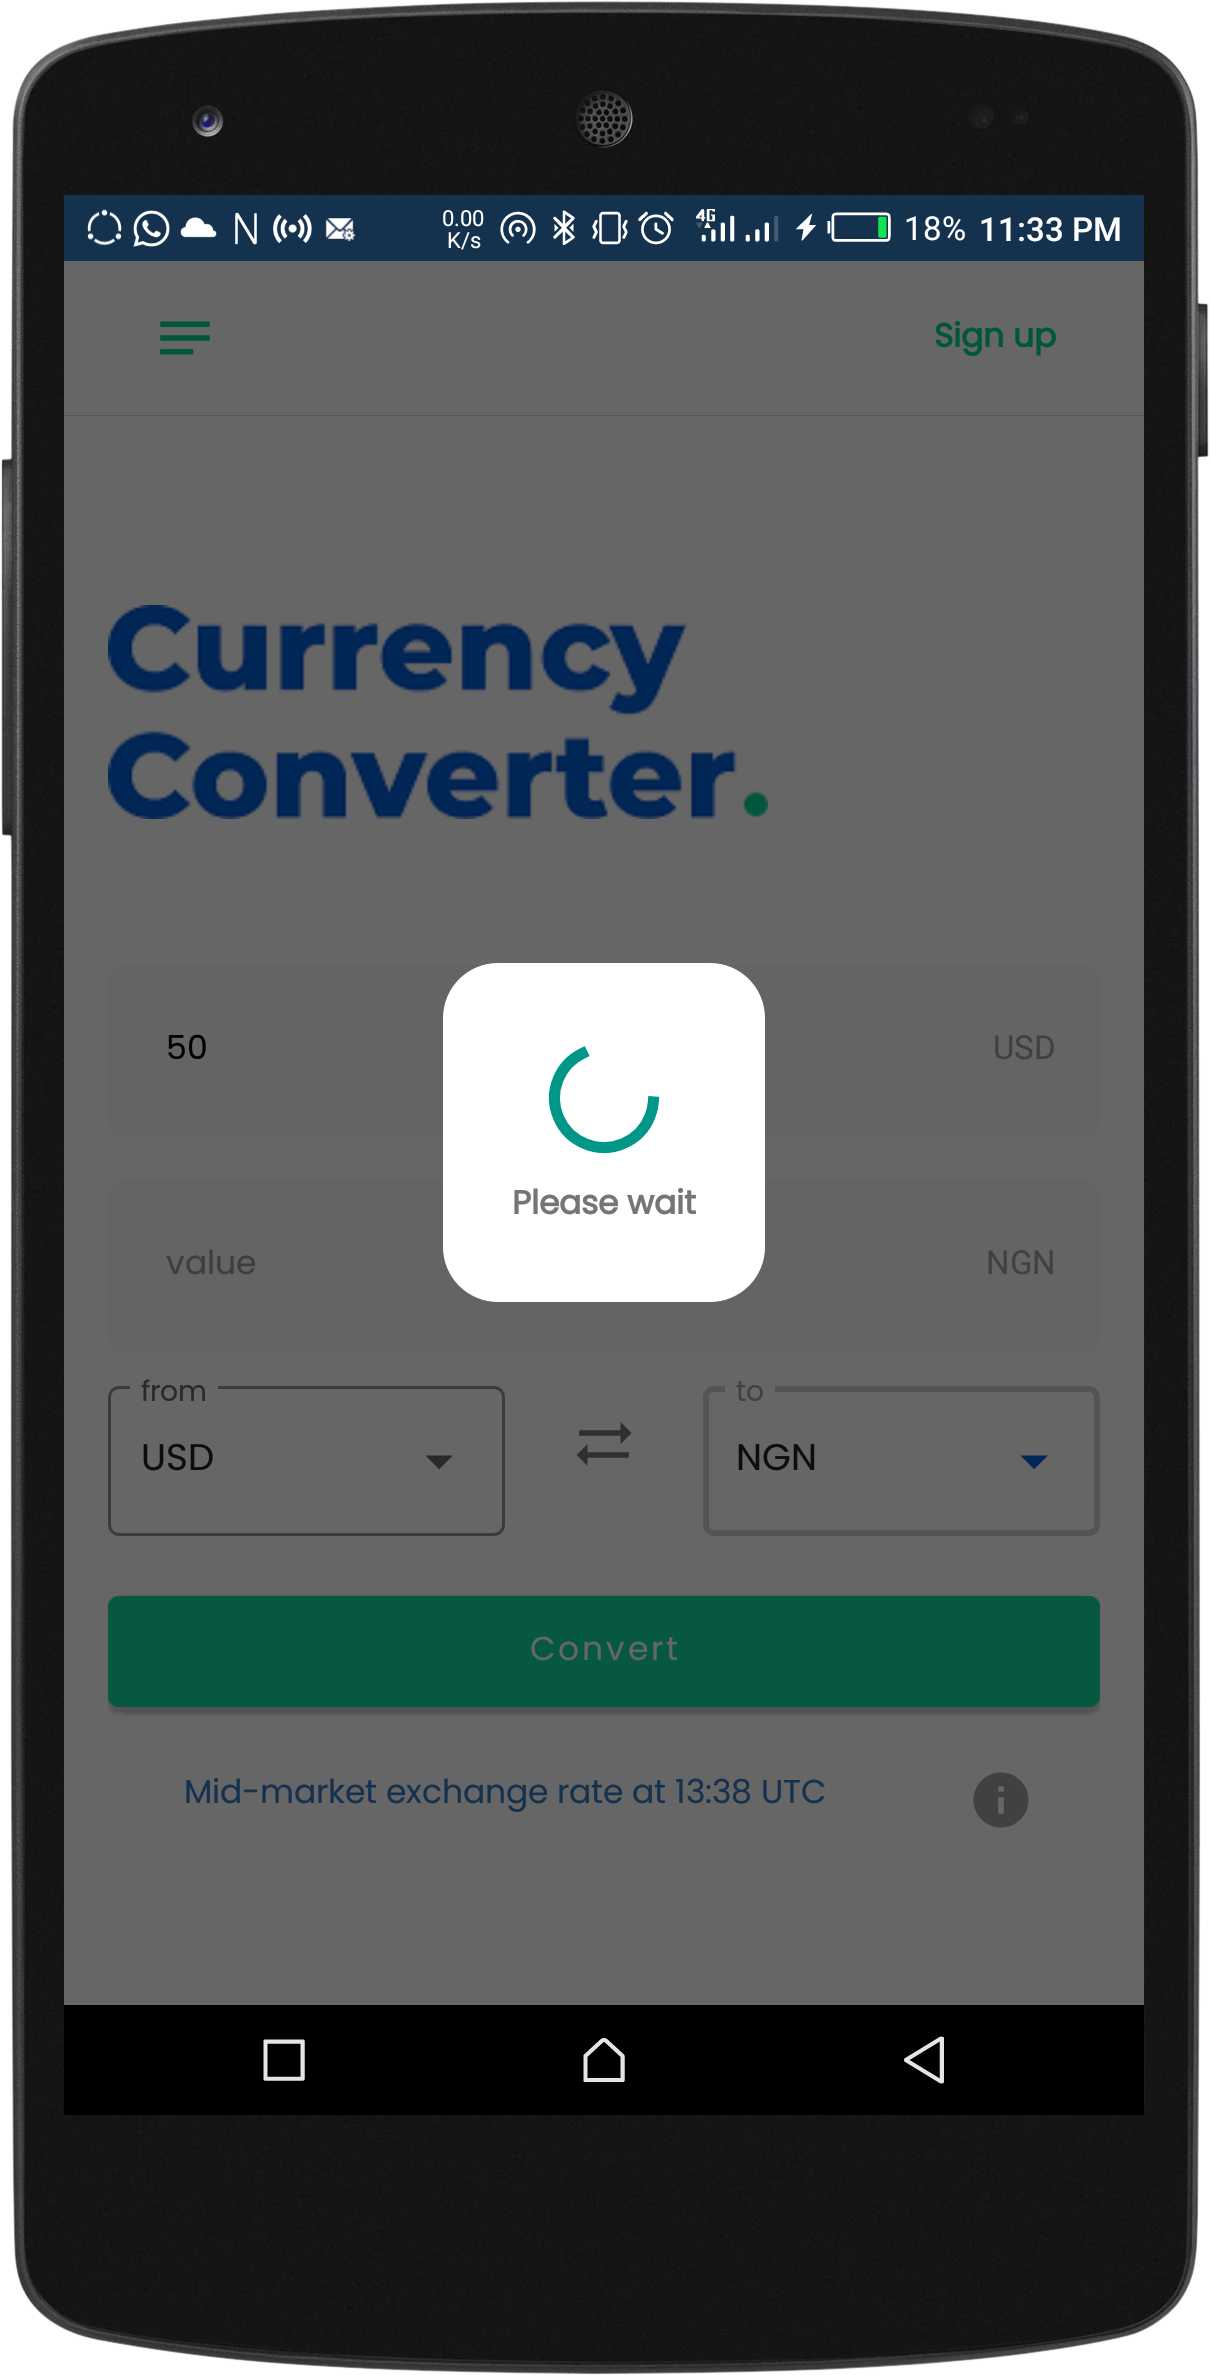 0.00
K/s
4G
18%
11:33 PM
Sign up
Currency
Converter.
50
USD
Please wait
value
NGN
from
USD
to
NGN
Convert
Mid-market exchange rate at 13:38 UTC